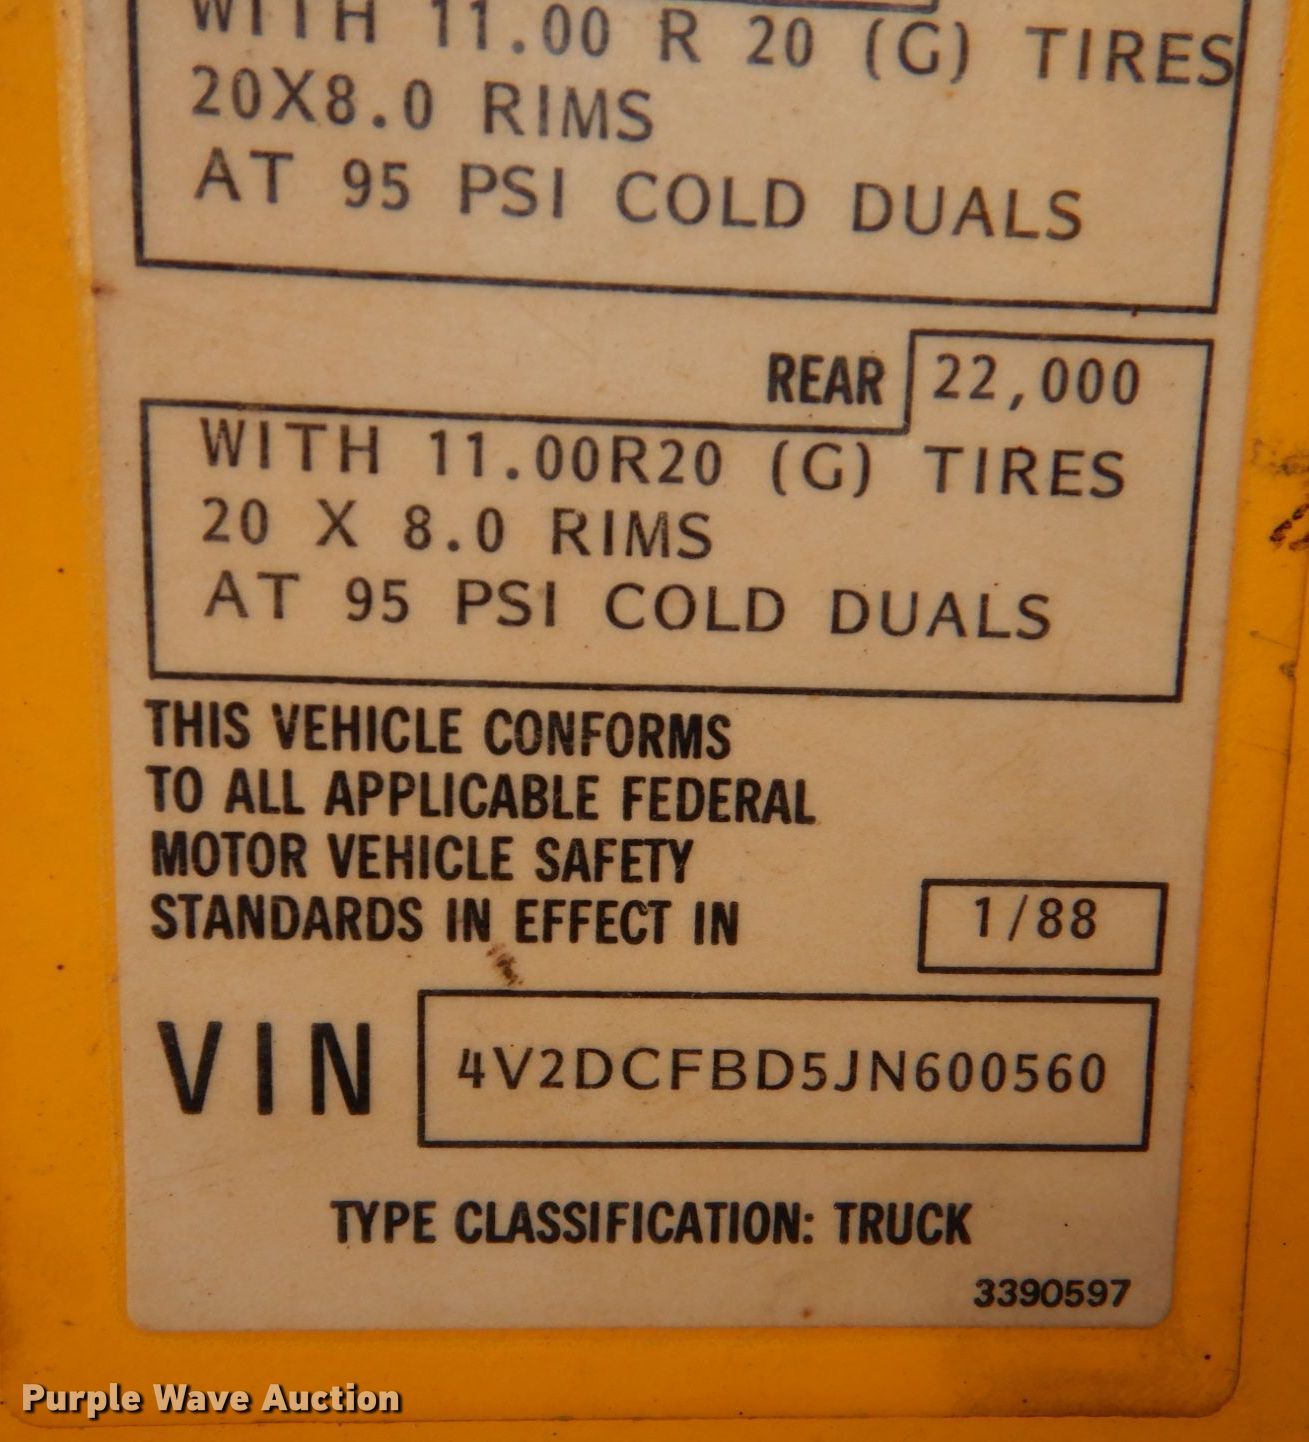 WITH 11.00 R 20 (G) TIRES
20X8.0 RIMS
AT 95 PSI COLD DUALS
REAR 22,000
WITH 11.00R20 (G) TIRES
20 X 8.0 RIMS
AT 95 PSI COLD DUALS
THIS VEHICLE CONFORMS
TO ALL APPLICABLE FEDERAL
MOTOR VEHICLE SAFETY
STANDARDS IN EFFECT IN 1/88
VIN 4V2DCFBD5JN600560
TYPE CLASSIFICATION: TRUCK
3390597
Purple Wave Auction